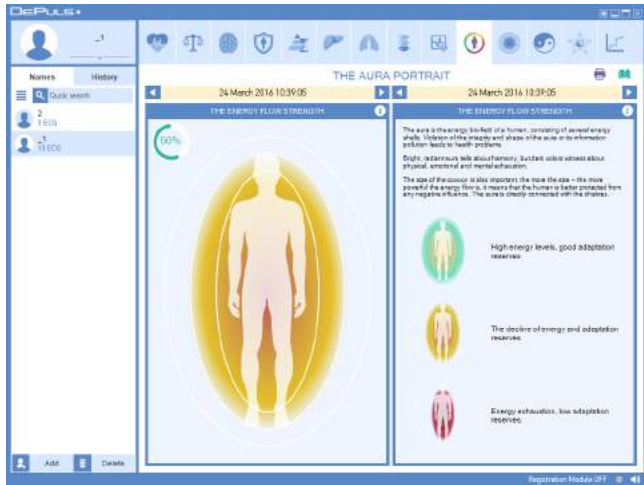 DEPULS+
_1
THE AURA PORTRAIT
Names
History
Quick search
2
1 ECG
_1
19 ECG
24 March 2016 10:39:05
24 March 2016 10:39:05
THE ENERGY FLOW STRENGTH
THE ENERGY FLOW STRENGTH
60%
The aura is the energy bio-field of a human, consisting of several energy
shells. Violation of the integrity and shape of the aura or its information
pollution leads to health problems.
Bright, radiant aura tells about harmony, but dark colors witness about
physical, emotional and mental exhaustion.
The size of the cocoon is also important, the more the size – the more
powerful the energy flow is, it means that the human is better protected from
any negative influence. The aura is directly connected with the chakras.
High energy levels, good adaptation
reserves
The decline of energy and adaptation
reserves
Energy exhaustion, low adaptation
reserves.
Add
Delete
Registration Module OFF